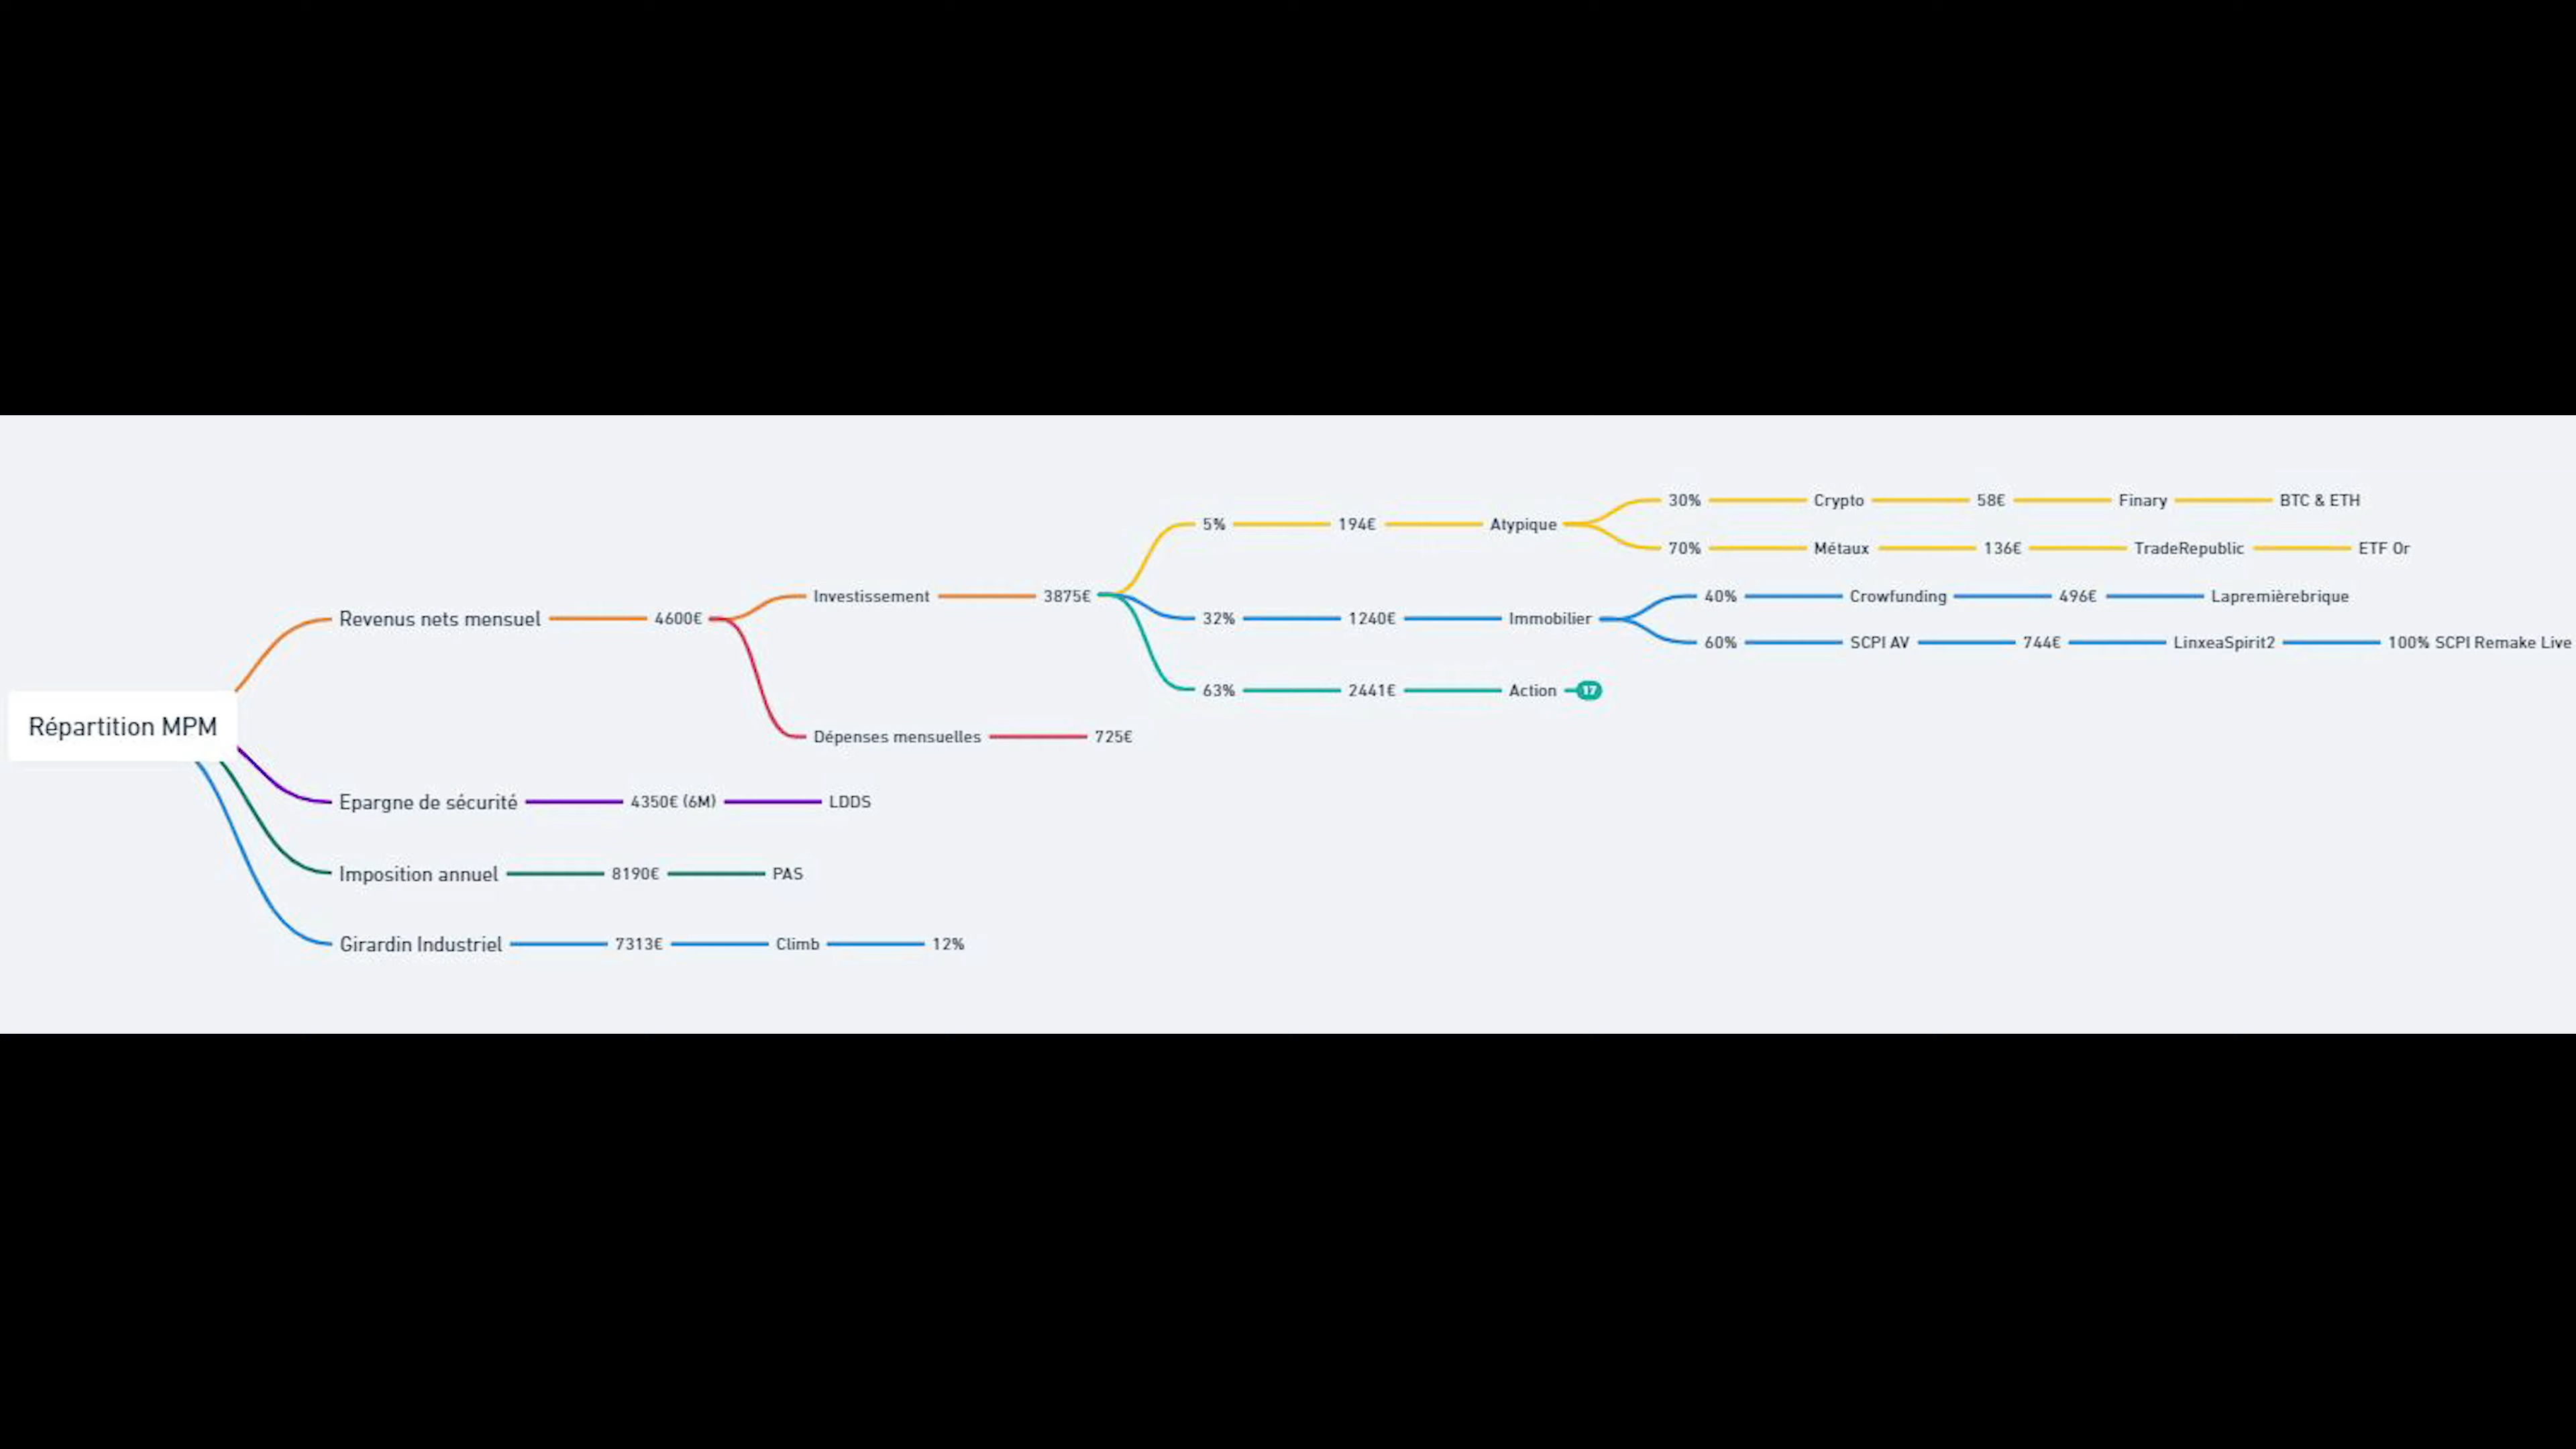 Répartition MPM
Revenus nets mensuel 4600€
Investissement 3875€
5% 194€ Atypique
30% Crypto 58€ Finary BTC & ETH
70% Métaux 136€ TradeRepublic ETF Or
32% 1240€ Immobilier
40% Crowfunding 496€ Lapremièrebrique
60% SCPI AV 744€ LinxeaSpirit2 100% SCPI Remake Live
63% 2441€ Action 17
Dépenses mensuelles 725€
Epargne de sécurité 4350€ (6M) LDDS
Imposition annuel 8190€ PAS
Girardin Industriel 7313€ Climb 12%